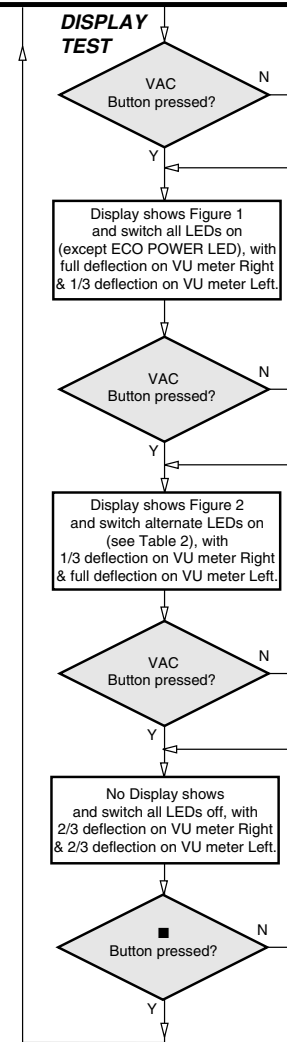 DISPLAY
TEST
VAC
Button pressed?
N
Y
Display shows Figure 1
and switch all LEDs on
(except ECO POWER LED), with
full deflection on VU meter Right
& 1/3 deflection on VU meter Left.
VAC
Button pressed?
N
Y
Display shows Figure 2
and switch alternate LEDs on
(see Table 2), with
1/3 deflection on VU meter Right
& full deflection on VU meter Left.
VAC
Button pressed?
N
Y
No Display shows
and switch all LEDs off, with
2/3 deflection on VU meter Right
& 2/3 deflection on VU meter Left.
■
Button pressed?
N
Y